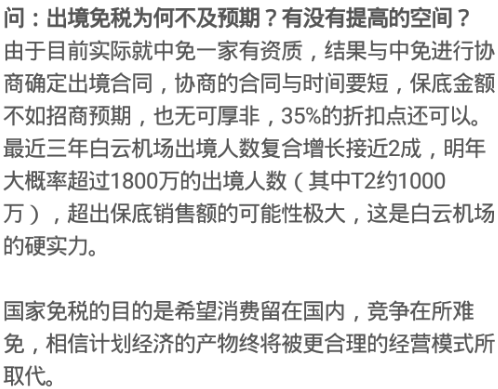 问：出境免税为何不及预期？有没有提高的空间？
由于目前实际就中免一家有资质，结果与中免进行协
商确定出境合同，协商的合同与时间要短，保底金额
不如招商预期，也无可厚非，35%的折扣点还可以。
最近三年白云机场出境人数复合增长接近2成，明年
大概率超过1800万的出境人数（其中T2约1000
万），超出保底销售额的可能性极大，这是白云机场
的硬实力。
国家免税的目的是希望消费留在国内，竞争在所难
免，相信计划经济的产物终将被更合理的经营模式所
取代。